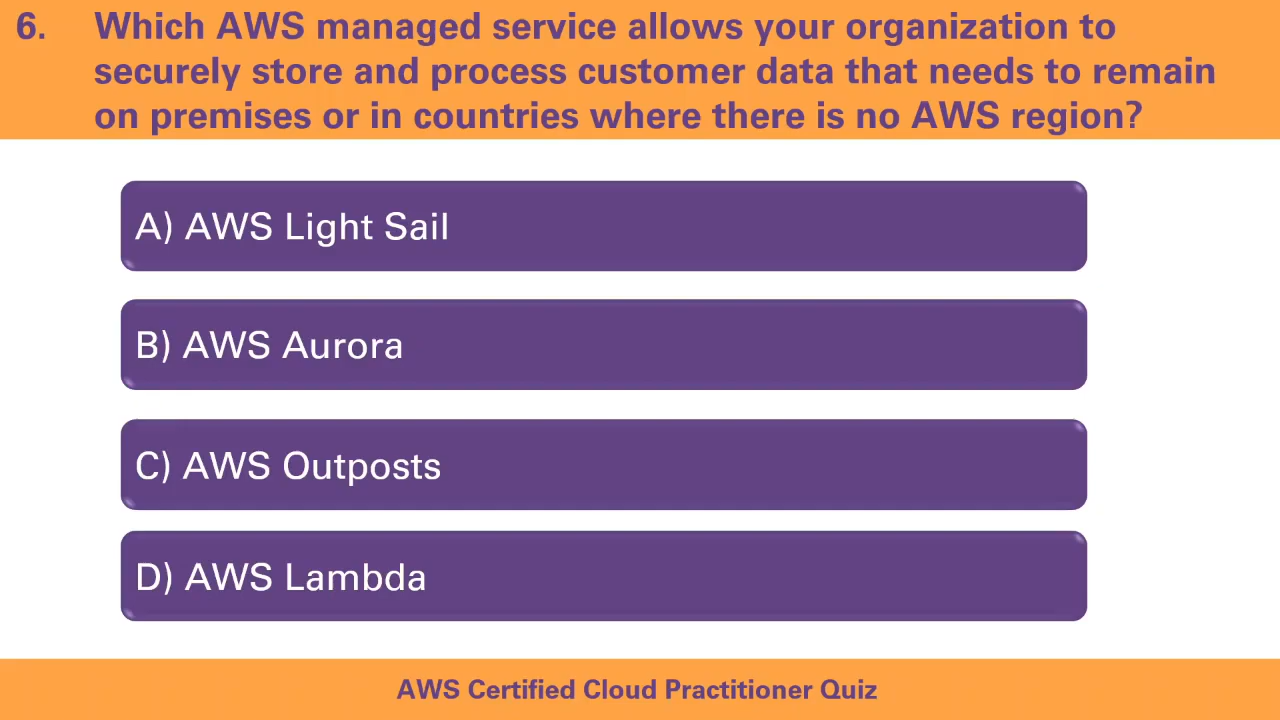 6. Which AWS managed service allows your organization to
securely store and process customer data that needs to remain
on premises or in countries where there is no AWS region?
A) AWS Light Sail
B) AWS Aurora
C) AWS Outposts
D) AWS Lambda
AWS Certified Cloud Practitioner Quiz